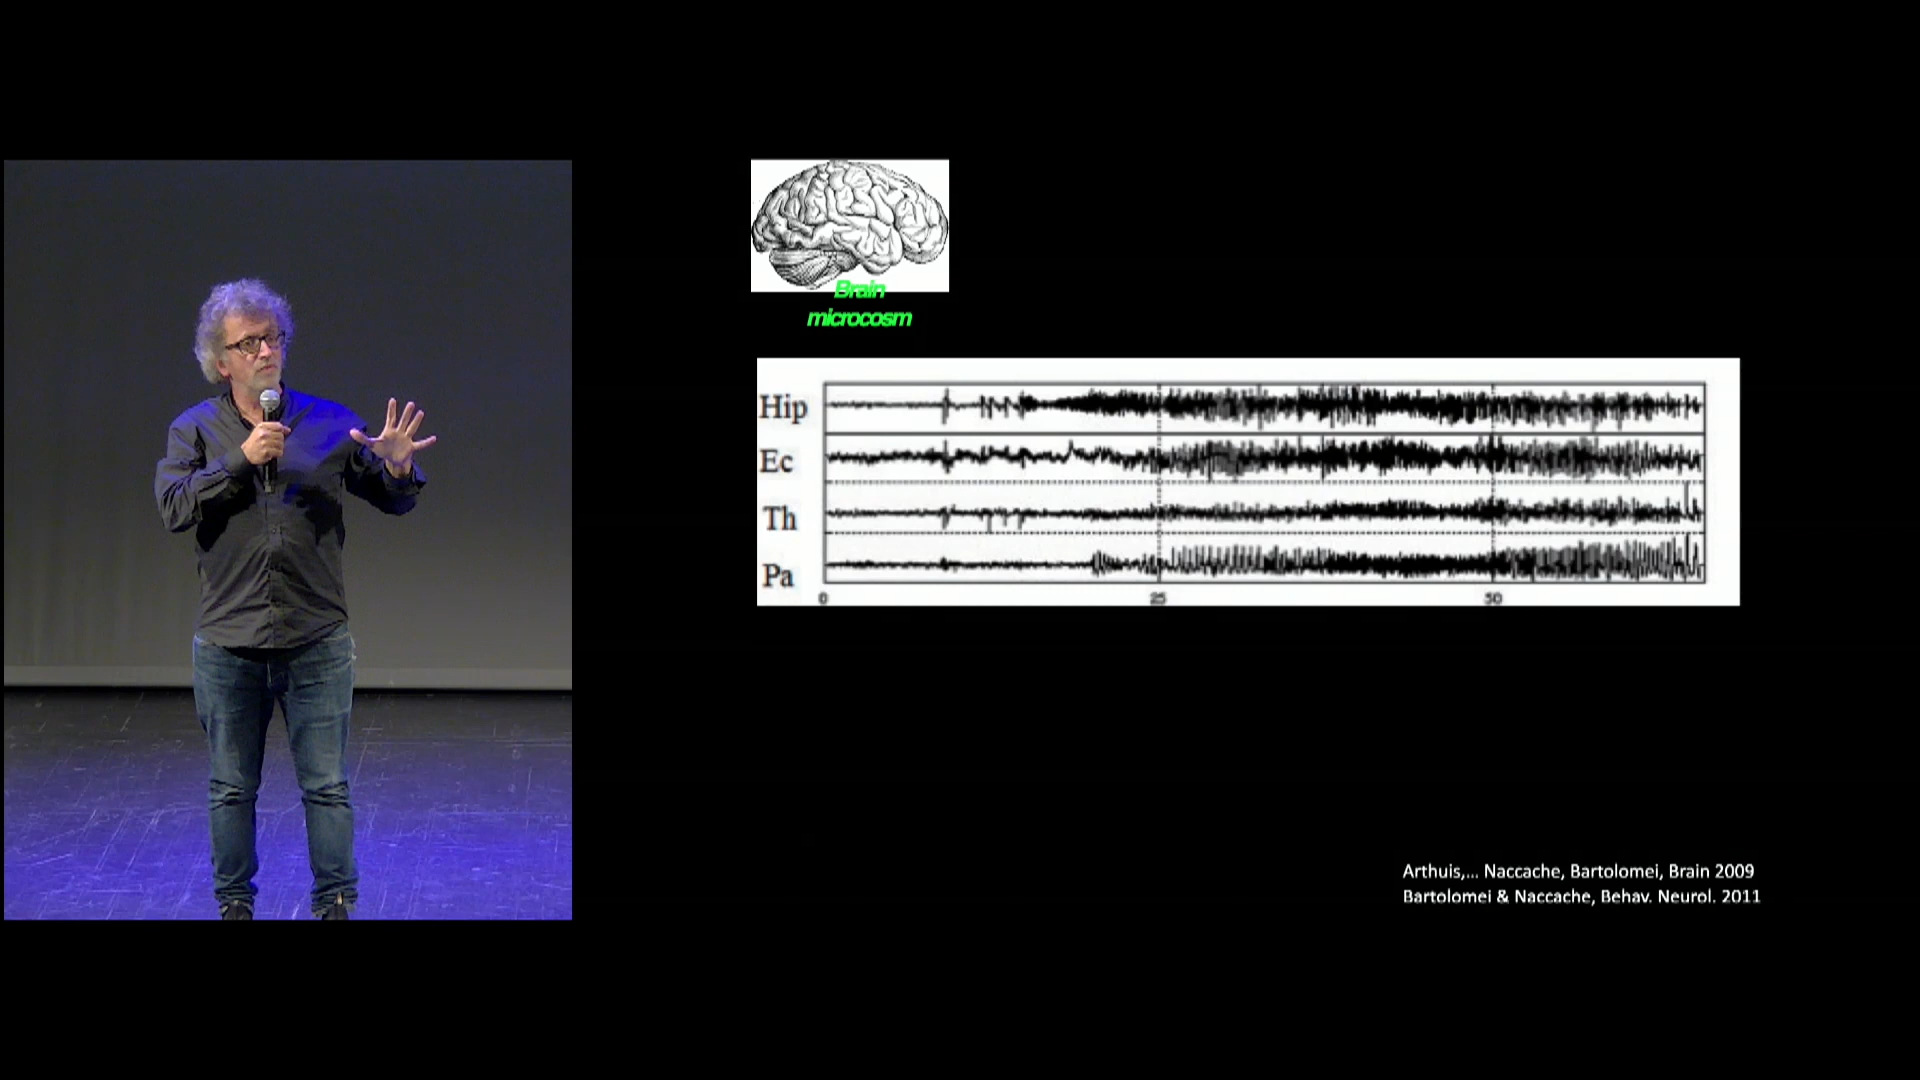 Brain
microcosm
Hip
Ec
Th
Pa
0
25
50
Arthuis,... Naccache, Bartolomei, Brain 2009
Bartolomei & Naccache, Behav. Neurol. 2011